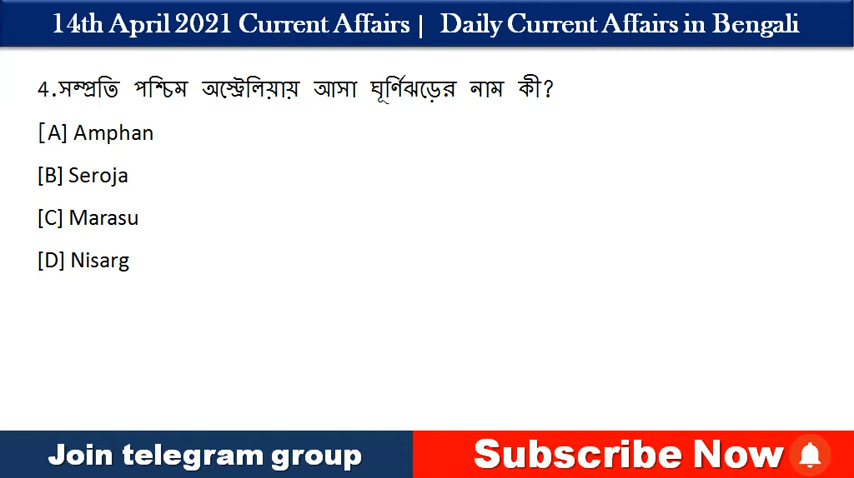 14th April 2021 Current Affairs | Daily Current Affairs in Bengali
4.সম্প্রতি পশ্চিম অস্ট্রেলিয়ায় আসা ঘূর্ণিঝড়ের নাম কী?
[A] Amphan
[B] Seroja
[C] Marasu
[D] Nisarg
Join telegram group
Subscribe Now